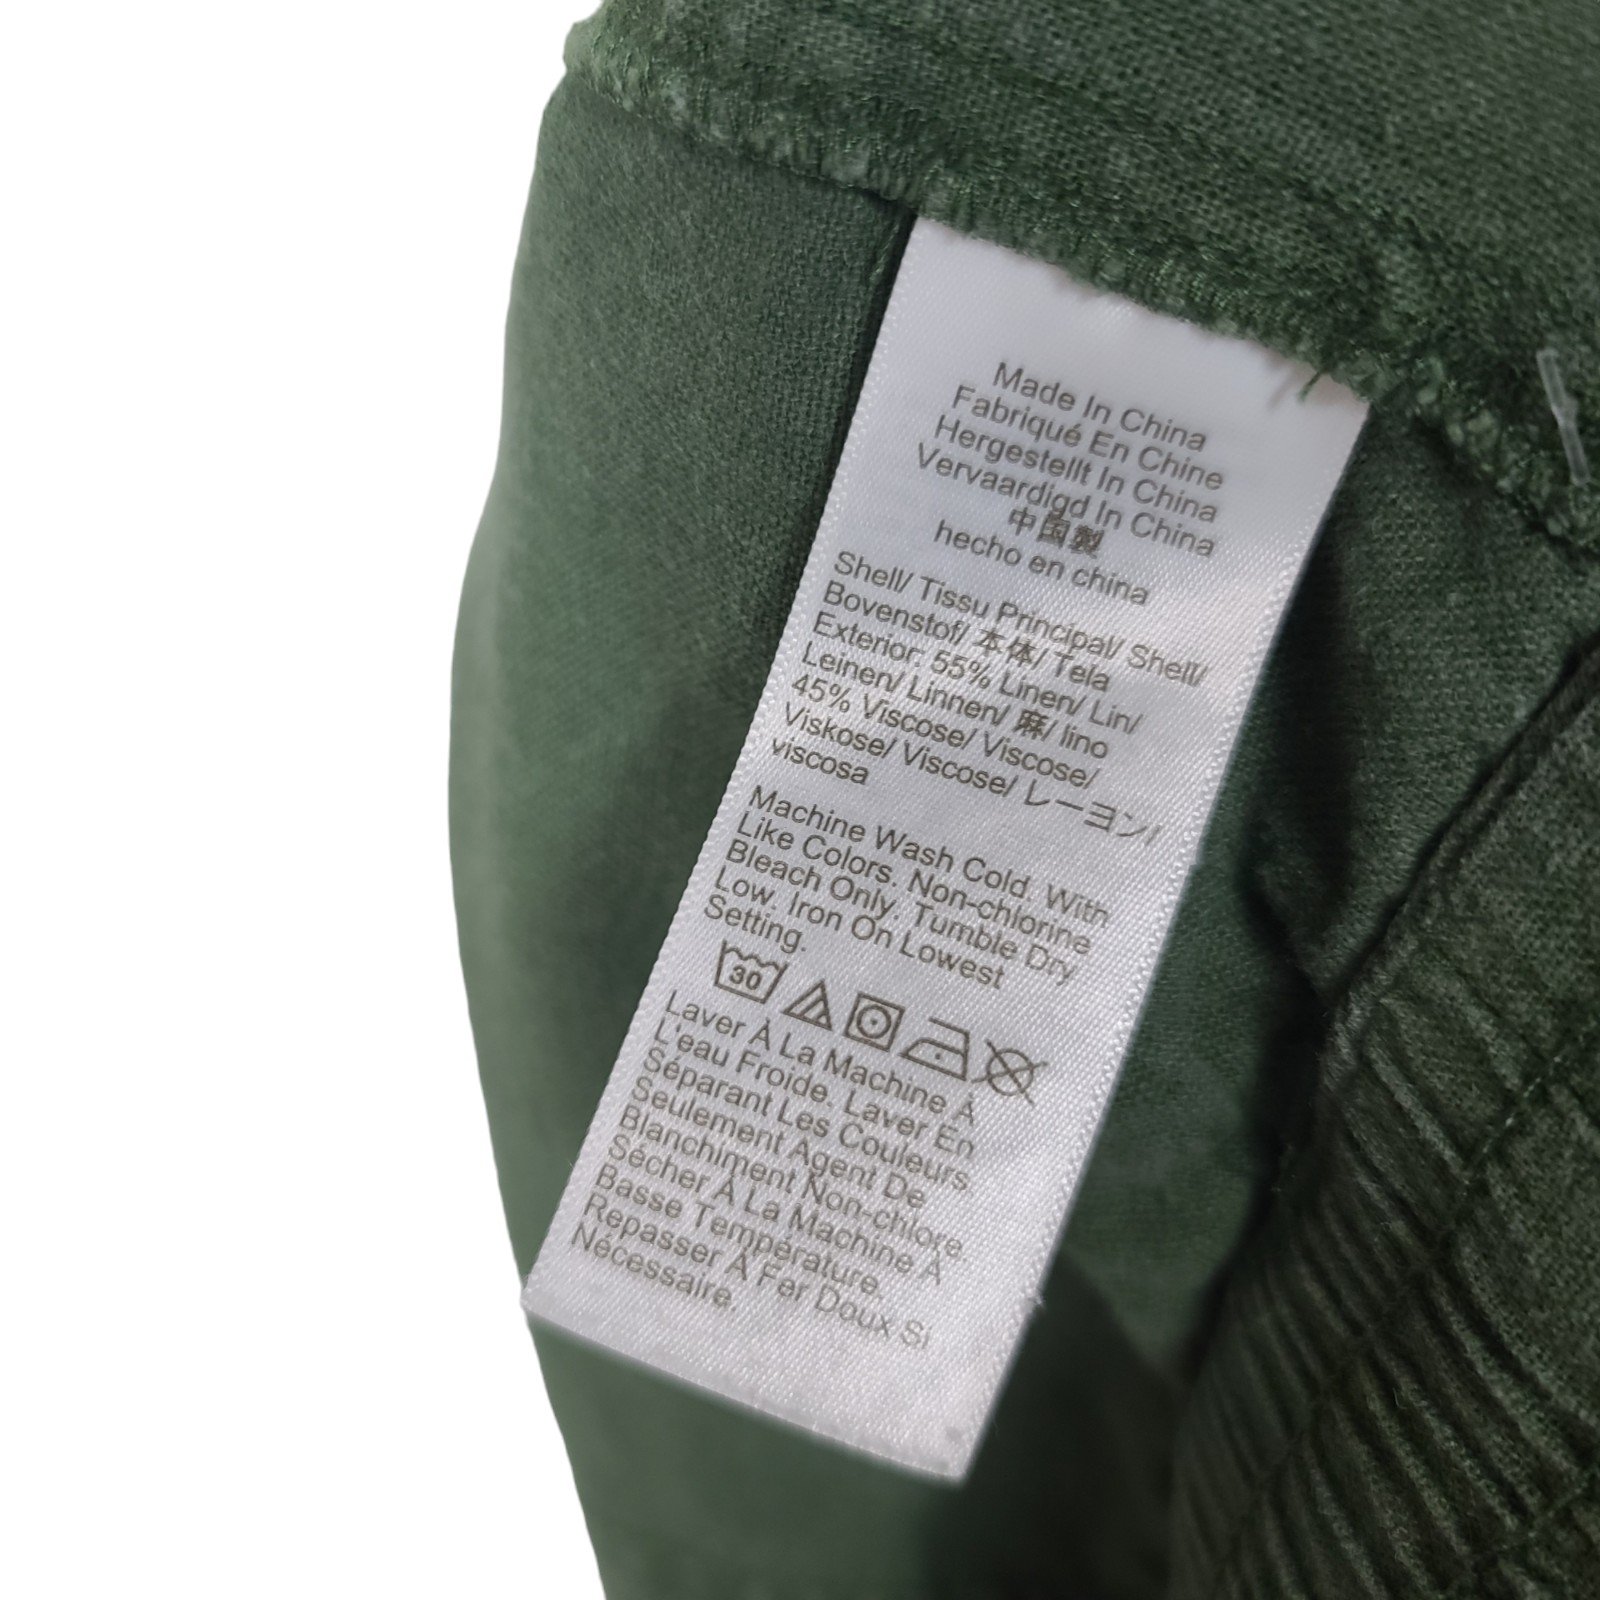 Made In China
Fabriqué En Chine
Hergestellt In China
Vervaardigd In China
中国製
hecho en china
Shell/ Tissu Principal/ Shell/
Bovenstof/ 本体/ Tela
Exterior: 55% Linen/ Lin/
Leinen/ Linnen/ 麻/ lino
45% Viscose/ Viscose/
Viskose/ Viscose/ レーヨン/
viscosa
Machine Wash Cold. With
Like Colors. Non-chlorine
Bleach Only. Tumble Dry
Low. Iron On Lowest
Setting.
30
Laver À La Machine À
L'eau Froide. Laver En
Séparant Les Couleurs.
Seulement Agent De
Blanchiment Non-chlore.
Sécher À La Machine À
Basse Température.
Repasser À Fer Doux Si
Nécessaire.